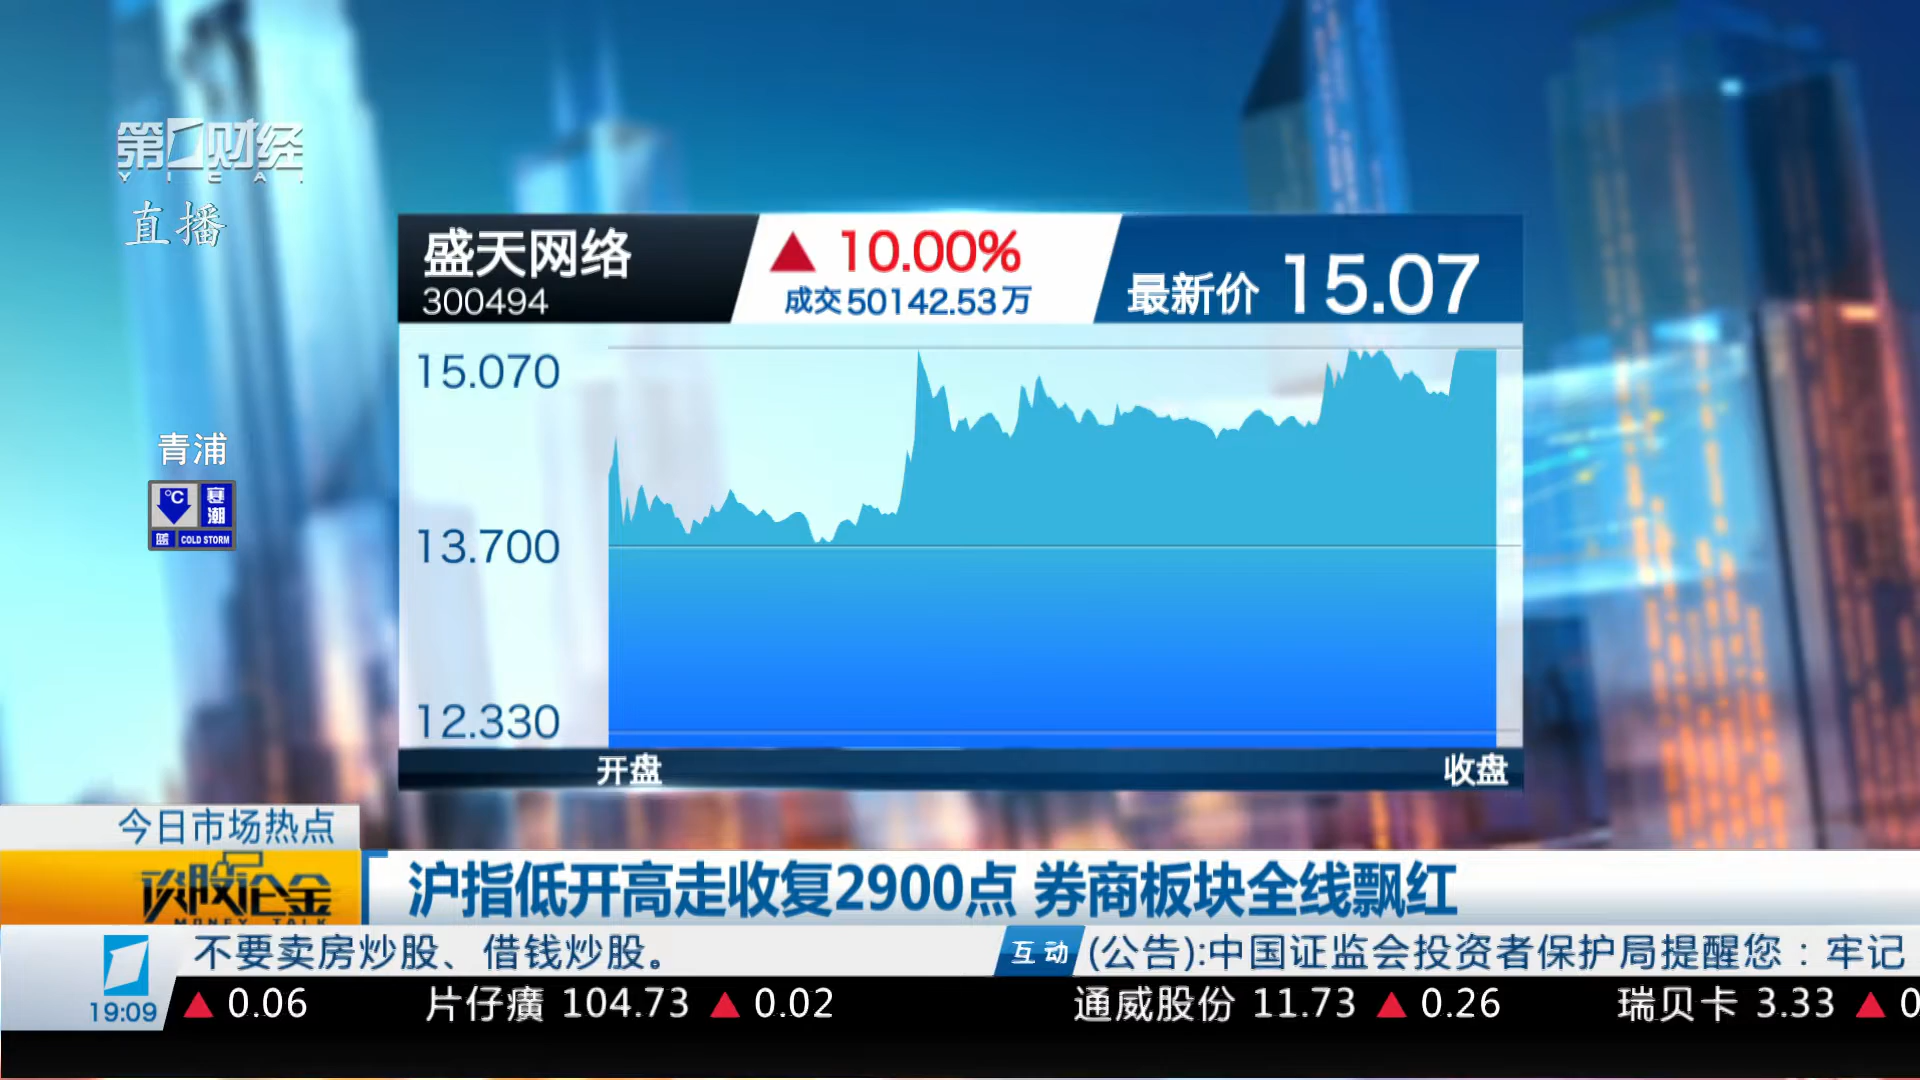 第一财经
YICAI
直播
盛天网络
300494
10.00%
成交50142.53万
最新价 15.07
15.070
13.700
12.330
开盘
收盘
青浦
℃
寒潮
蓝
COLD STORM
今日市场热点
谈股论金
MONEY TALK
沪指低开高走收复2900点 券商板块全线飘红
不要卖房炒股、借钱炒股。
互动
(公告):中国证监会投资者保护局提醒您：牢记
19:09
▲ 0.06 片仔癀 104.73 ▲ 0.02 通威股份 11.73 ▲ 0.26 瑞贝卡 3.33 ▲ 0